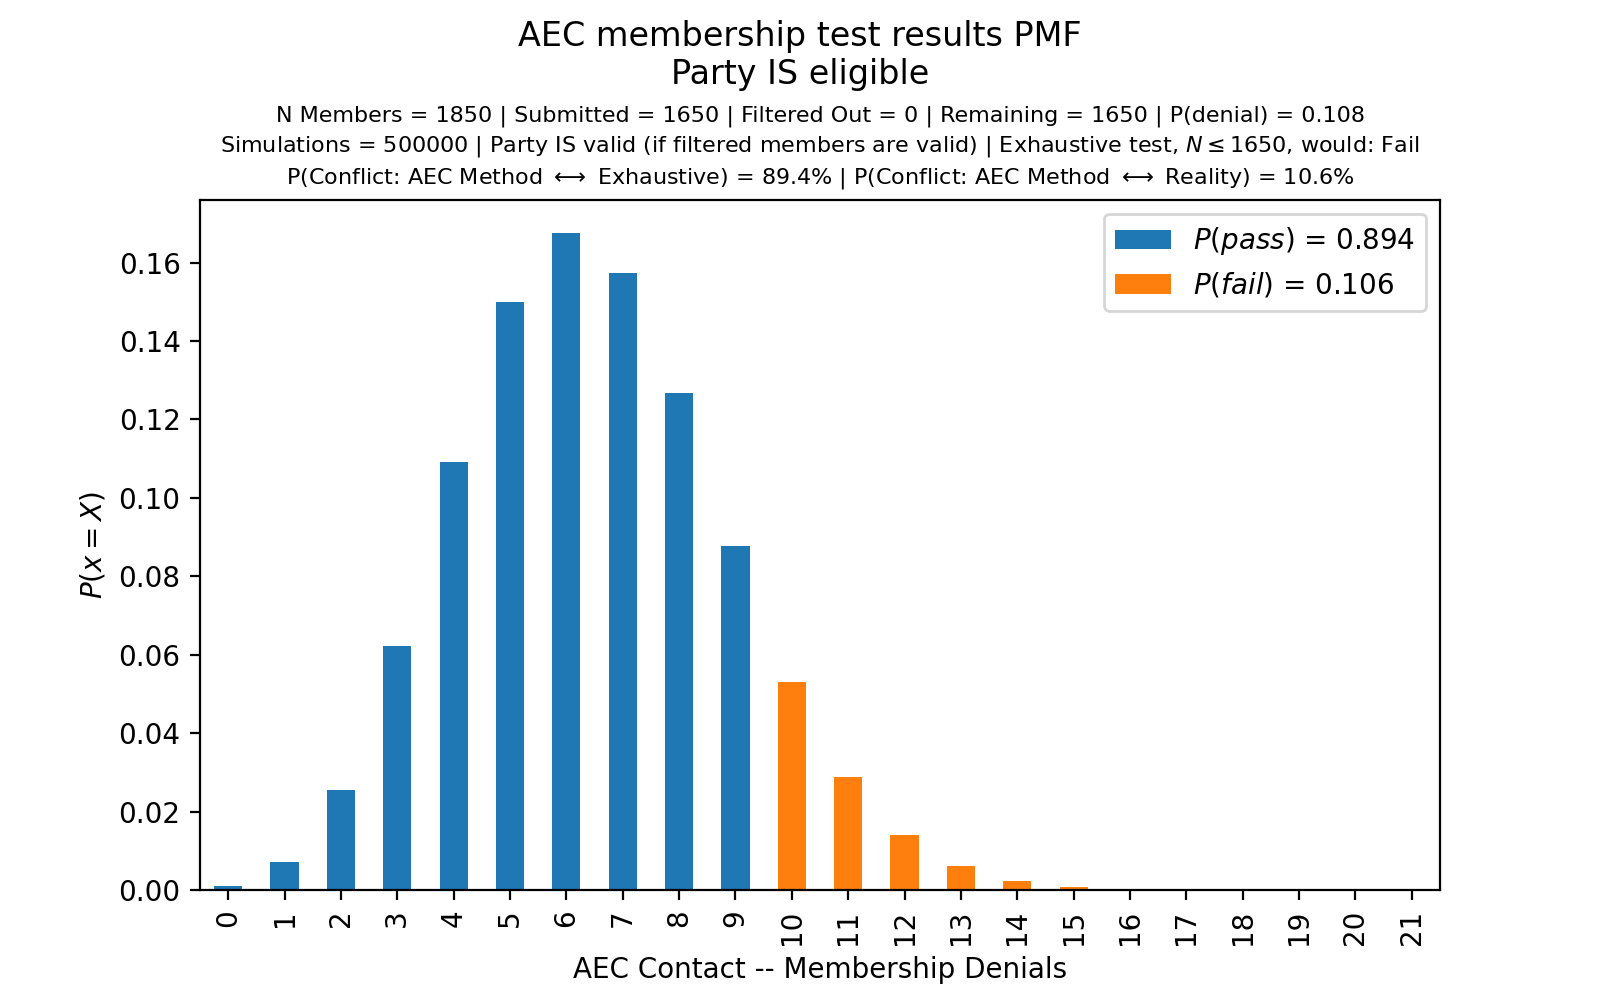 AEC membership test results PMF
Party IS eligible
N Members = 1850 | Submitted = 1650 | Filtered Out = 0 | Remaining = 1650 | P(denial) = 0.108
Simulations = 500000 | Party IS valid (if filtered members are valid) | Exhaustive test, N ≤ 1650, would: Fail
P(Conflict: AEC Method ⟷ Exhaustive) = 89.4% | P(Conflict: AEC Method ⟷ Reality) = 10.6%
P(pass) = 0.894
P(fail) = 0.106
0.16
0.14
0.12
0.10
0.08
0.06
0.04
0.02
0.00
P(x = X)
0 1 2 3 4 5 6 7 8 9 10 11 12 13 14 15 16 17 18 19 20 21
AEC Contact -- Membership Denials